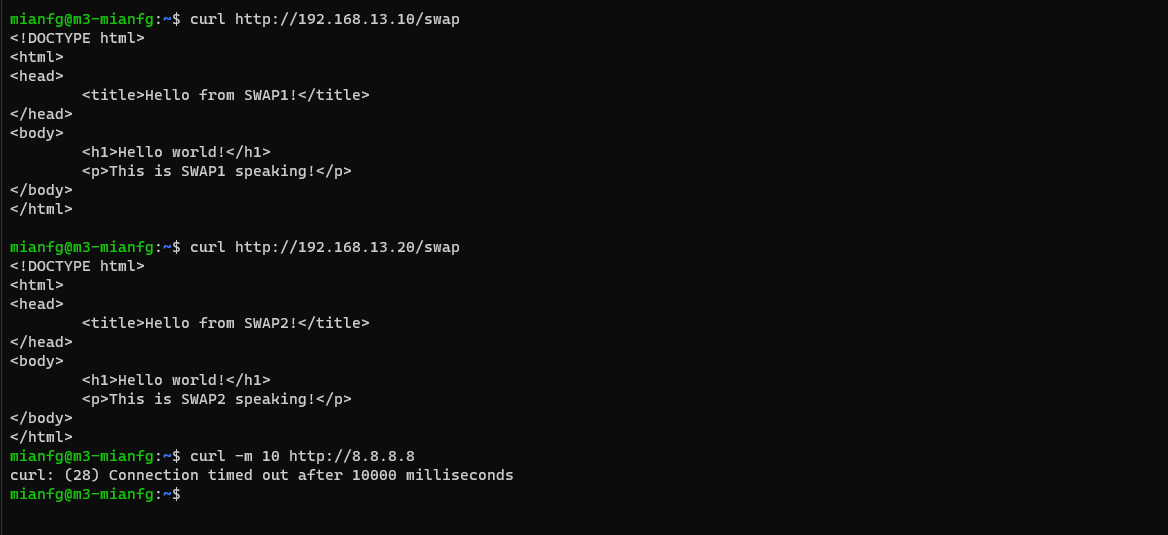 mianfg@m3-mianfg:~$ curl http://192.168.13.10/swap
<!DOCTYPE html>
<html>
<head>
        <title>Hello from SWAP1!</title>
</head>
<body>
        <h1>Hello world!</h1>
        <p>This is SWAP1 speaking!</p>
</body>
</html>

mianfg@m3-mianfg:~$ curl http://192.168.13.20/swap
<!DOCTYPE html>
<html>
<head>
        <title>Hello from SWAP2!</title>
</head>
<body>
        <h1>Hello world!</h1>
        <p>This is SWAP2 speaking!</p>
</body>
</html>
mianfg@m3-mianfg:~$ curl -m 10 http://8.8.8.8
curl: (28) Connection timed out after 10000 milliseconds
mianfg@m3-mianfg:~$